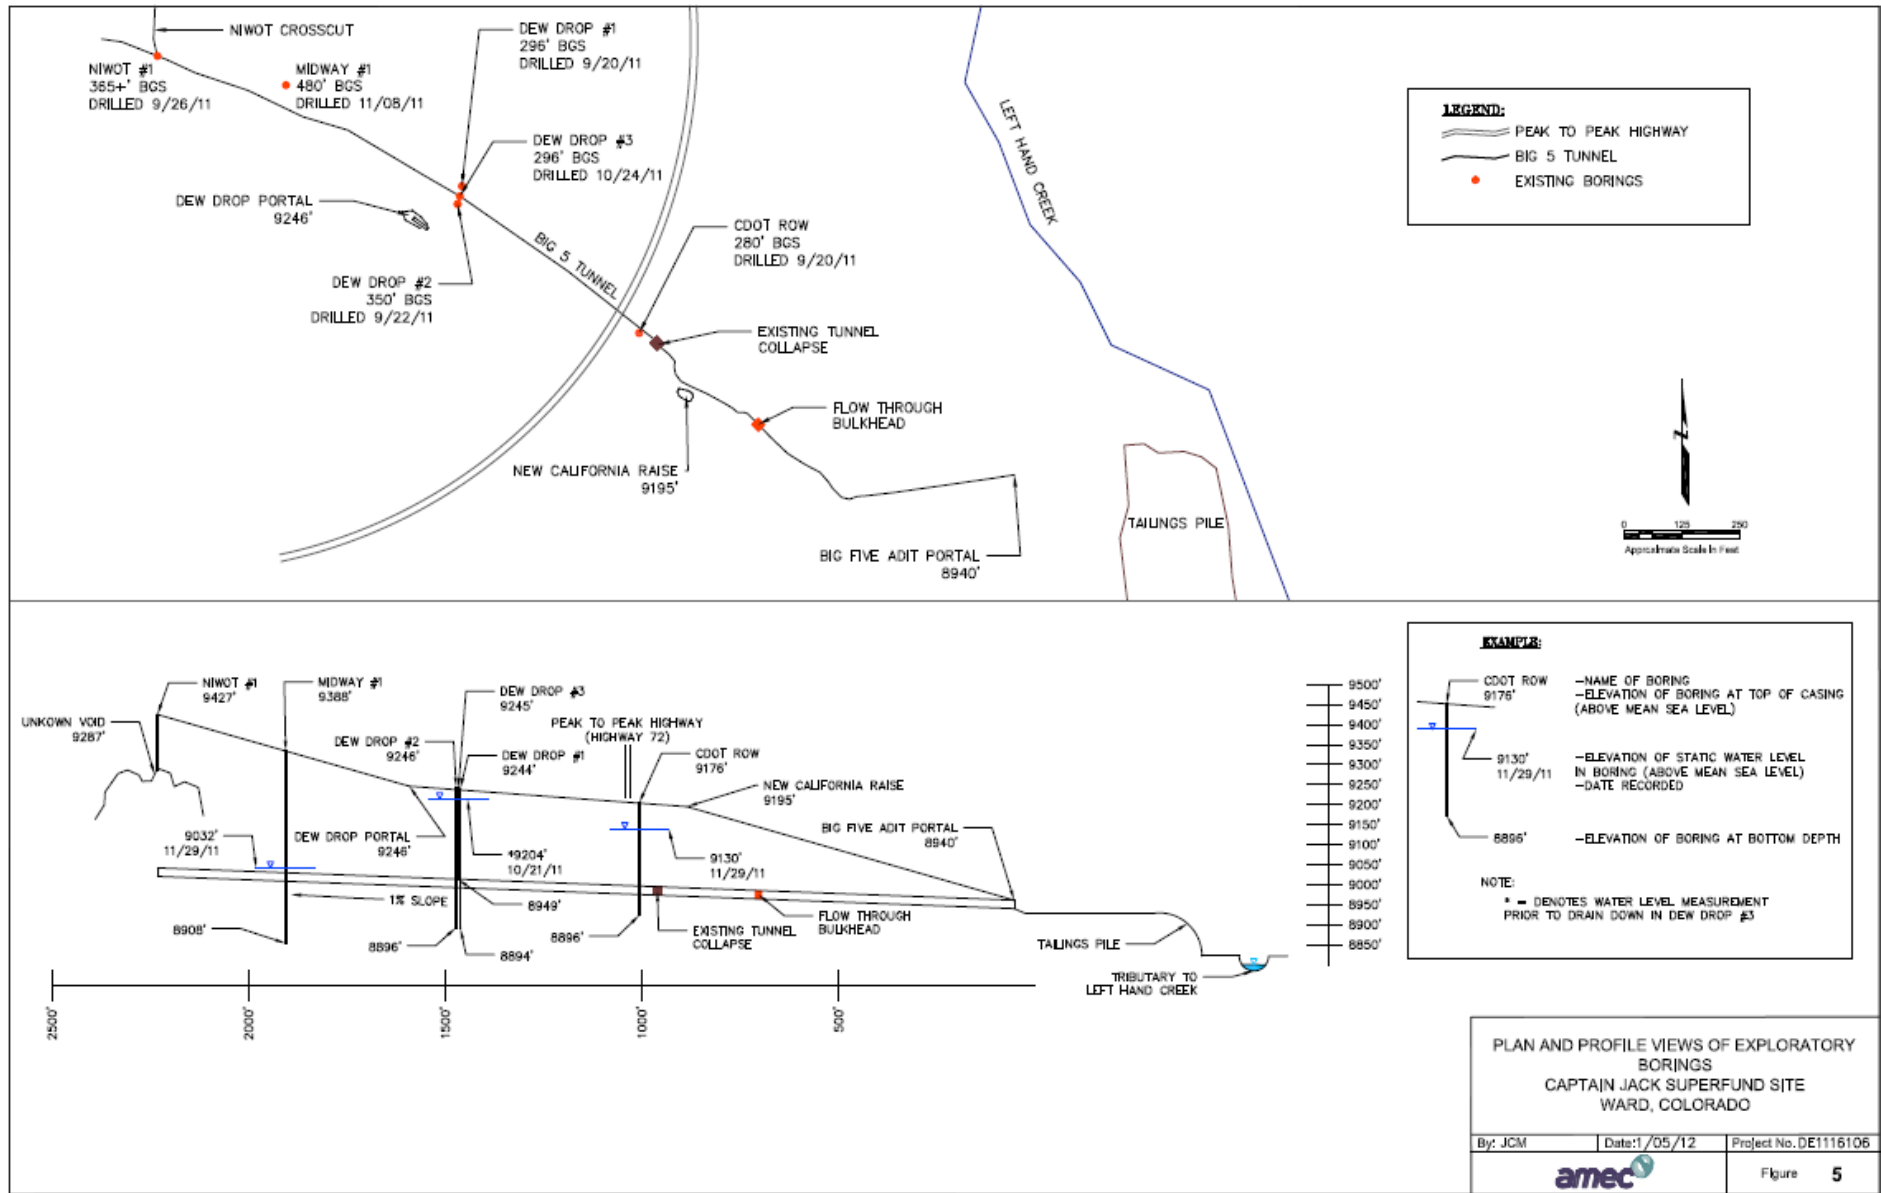 NIWOT CROSSCUT
NIWOT #1
365+' BGS
DRILLED 9/26/11
MIDWAY #1
480' BGS
DRILLED 11/08/11
DEW DROP #1
296' BGS
DRILLED 9/20/11
DEW DROP #3
296' BGS
DRILLED 10/24/11
DEW DROP PORTAL
9246'
DEW DROP #2
350' BGS
DRILLED 9/22/11
BIG 5 TUNNEL
CDOT ROW
280' BGS
DRILLED 9/20/11
EXISTING TUNNEL
COLLAPSE
FLOW THROUGH
BULKHEAD
NEW CALIFORNIA RAISE
9195'
BIG FIVE ADIT PORTAL
8940'
LEFT HAND CREEK
TAILINGS PILE
LEGEND:
PEAK TO PEAK HIGHWAY
BIG 5 TUNNEL
EXISTING BORINGS
N
0 125 250
Approximate Scale in Feet
NIWOT #1
9427'
MIDWAY #1
9388'
UNKOWN VOID
9287'
DEW DROP #3
9245'
DEW DROP #2
9246'
DEW DROP #1
9244'
PEAK TO PEAK HIGHWAY
(HIGHWAY 72)
CDOT ROW
9176'
NEW CALIFORNIA RAISE
9195'
BIG FIVE ADIT PORTAL
8940'
9032'
11/29/11
DEW DROP PORTAL
9246'
*9204'
10/21/11
9130'
11/29/11
1% SLOPE
8949'
8908'
8896'
8894'
8896'
EXISTING TUNNEL
COLLAPSE
FLOW THROUGH
BULKHEAD
TAILINGS PILE
TRIBUTARY TO
LEFT HAND CREEK
9500'
9450'
9400'
9350'
9300'
9250'
9200'
9150'
9100'
9050'
9000'
8950'
8900'
8850'
2500'
2000'
1500'
1000'
500'
EXAMPLE:
CDOT ROW
9176'
-NAME OF BORING
-ELEVATION OF BORING AT TOP OF CASING
(ABOVE MEAN SEA LEVEL)
9130'
11/29/11
-ELEVATION OF STATIC WATER LEVEL
IN BORING (ABOVE MEAN SEA LEVEL)
-DATE RECORDED
8896'
-ELEVATION OF BORING AT BOTTOM DEPTH
NOTE:
* = DENOTES WATER LEVEL MEASUREMENT
PRIOR TO DRAIN DOWN IN DEW DROP #3
PLAN AND PROFILE VIEWS OF EXPLORATORY
BORINGS
CAPTAIN JACK SUPERFUND SITE
WARD, COLORADO
By: JCM
Date:1/05/12
Project No. DE1116106
amec
Figure 5